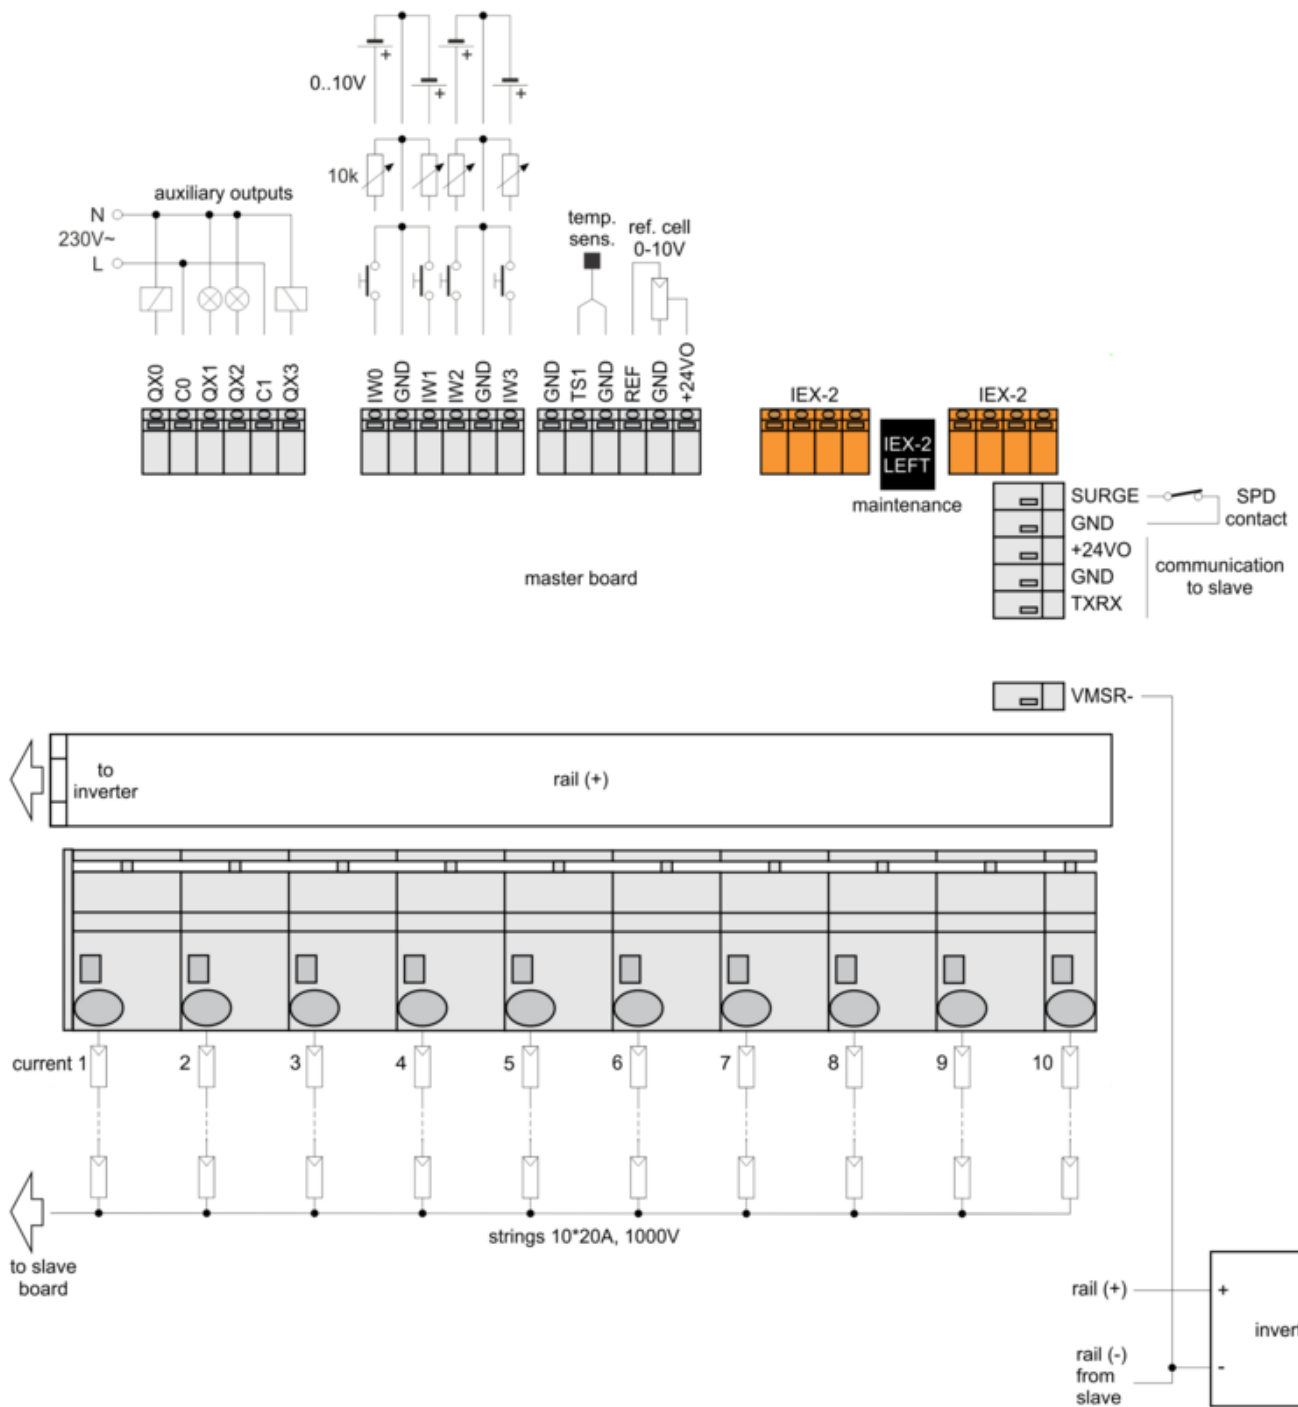 0..10V
10k
auxiliary outputs
N
230V~
L
temp.
sens.
ref. cell
0-10V
QX0
C0
QX1
QX2
C1
QX3
IW0
GND
IW1
IW2
GND
IW3
GND
TS1
GND
REF
GND
+24VO
IEX-2
IEX-2
LEFT
maintenance
IEX-2
SURGE
GND
+24VO
GND
TXRX
SPD
contact
communication
to slave
master board
VMSR-
to
inverter
rail (+)
current 1
2
3
4
5
6
7
8
9
10
strings 10*20A, 1000V
to slave
board
rail (+)
rail (-)
from
slave
+
-
invert